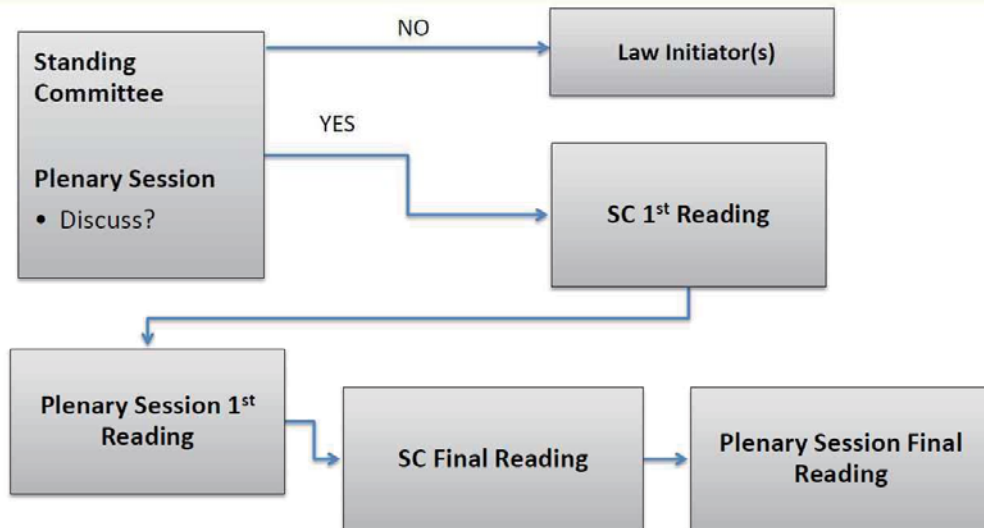 NO
Law Initiator(s)
Standing
Committee
YES
Plenary Session
• Discuss?
SC 1st Reading
Plenary Session 1st
Reading
SC Final Reading
Plenary Session Final
Reading